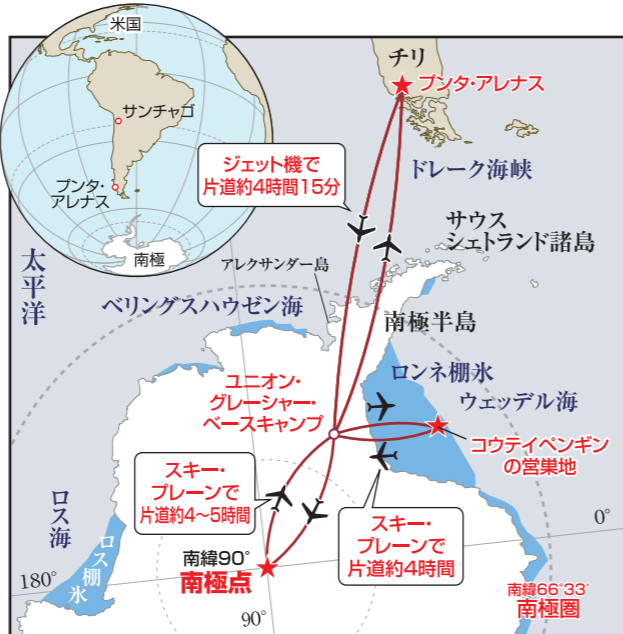 米国
サンチャゴ
プンタ・
アレナス
南極
チリ
プンタ・アレナス
ジェット機で
片道約4時間15分
ドレーク海峡
サウス
シェトランド諸島
太平洋
アレクサンダー島
ベリングスハウゼン海
南極半島
ロンネ棚氷
ウェッデル海
ユニオン・
グレーシャー・
ベースキャンプ
コウテイペンギン
の営巣地
スキー・
プレーンで
片道約4～5時間
スキー・
プレーンで
片道約4時間
ロス海
ロス棚氷
南緯90°
南極点
180°
90°
0°
南緯66°33′
南極圏